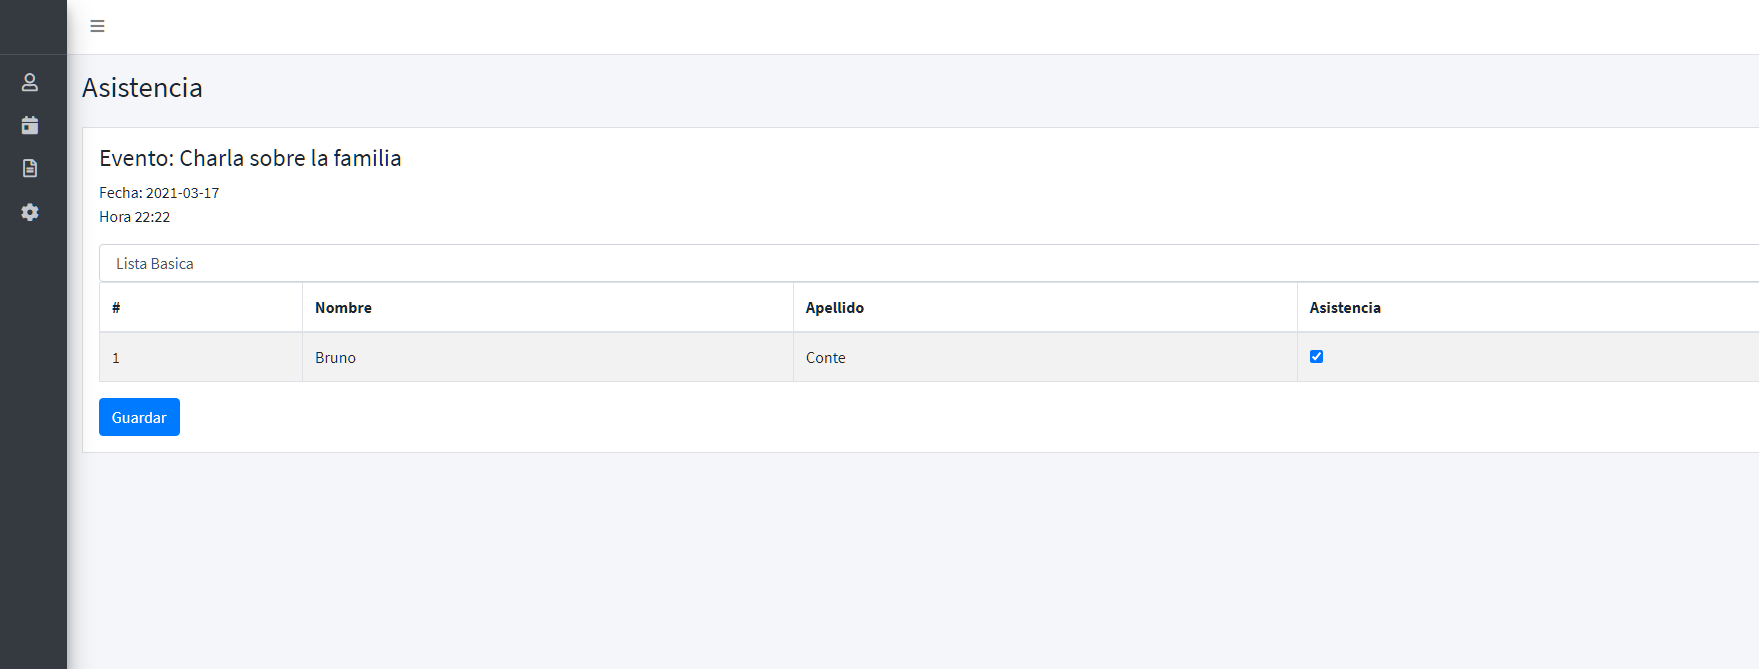 Asistencia
Evento: Charla sobre la familia
Fecha: 2021-03-17
Hora 22:22
Lista Basica
# Nombre Apellido Asistencia
1 Bruno Conte
Guardar